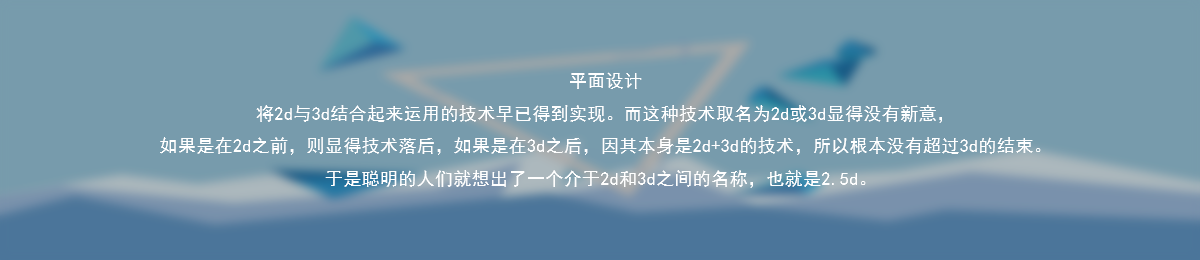 平面设计
将2d与3d结合起来运用的技术早已得到实现。而这种技术取名为2d或3d显得没有新意，
如果是在2d之前，则显得技术落后，如果是在3d之后，因其本身是2d+3d的技术，所以根本没有超过3d的结束。
于是聪明的人们就想出了一个介于2d和3d之间的名称，也就是2.5d。